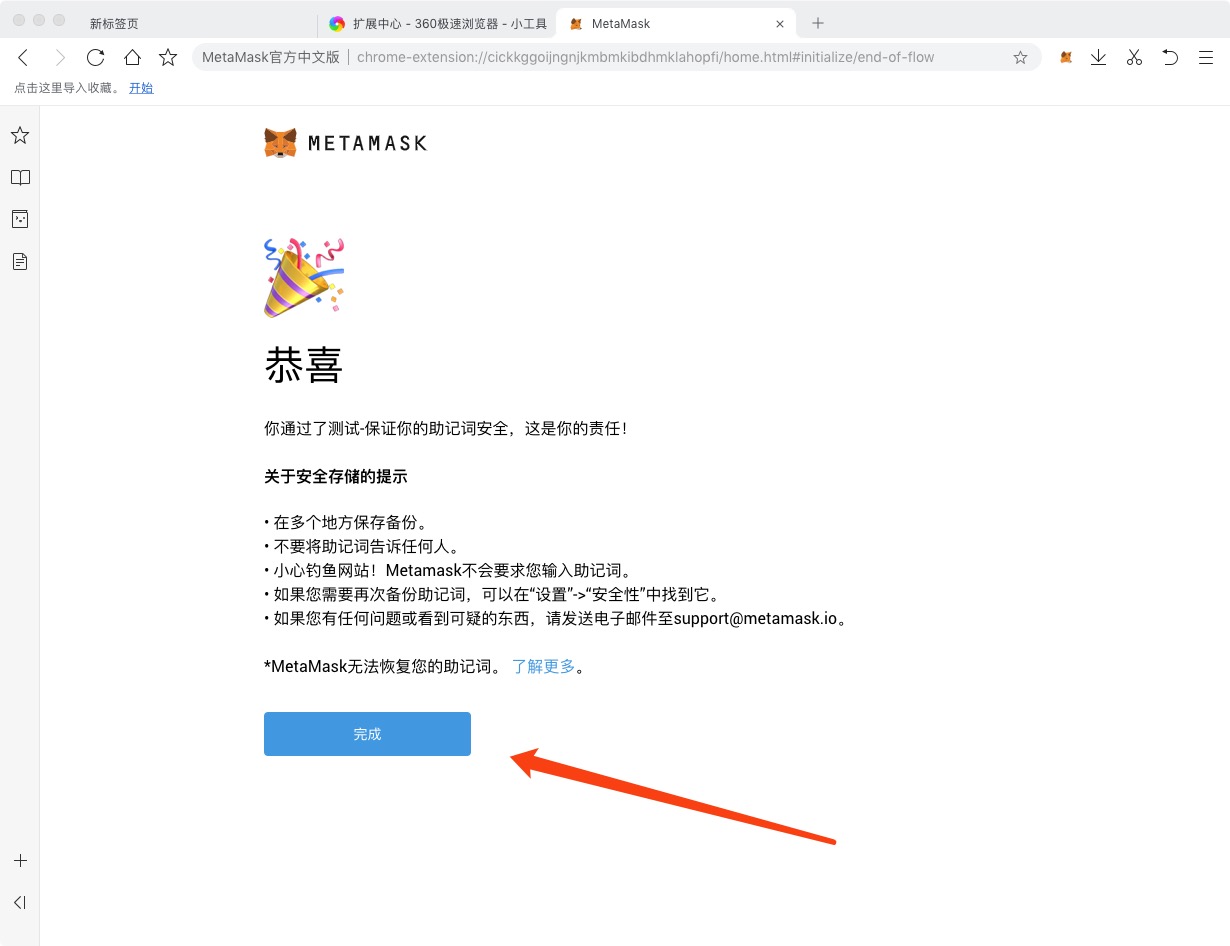 新标签页
扩展中心 - 360极速浏览器 - 小工具
MetaMask
MetaMask官方中文版 | chrome-extension://cickkggoijngnjkmbmkibdhmklahopfi/home.html#initialize/end-of-flow
点击这里导入收藏。 开始
METAMASK
恭喜
你通过了测试-保证你的助记词安全，这是你的责任！
关于安全存储的提示
• 在多个地方保存备份。
• 不要将助记词告诉任何人。
• 小心钓鱼网站！Metamask不会要求您输入助记词。
• 如果您需要再次备份助记词，可以在“设置”->“安全性”中找到它。
• 如果您有任何问题或看到可疑的东西，请发送电子邮件至support@metamask.io。
*MetaMask无法恢复您的助记词。 了解更多。
完成